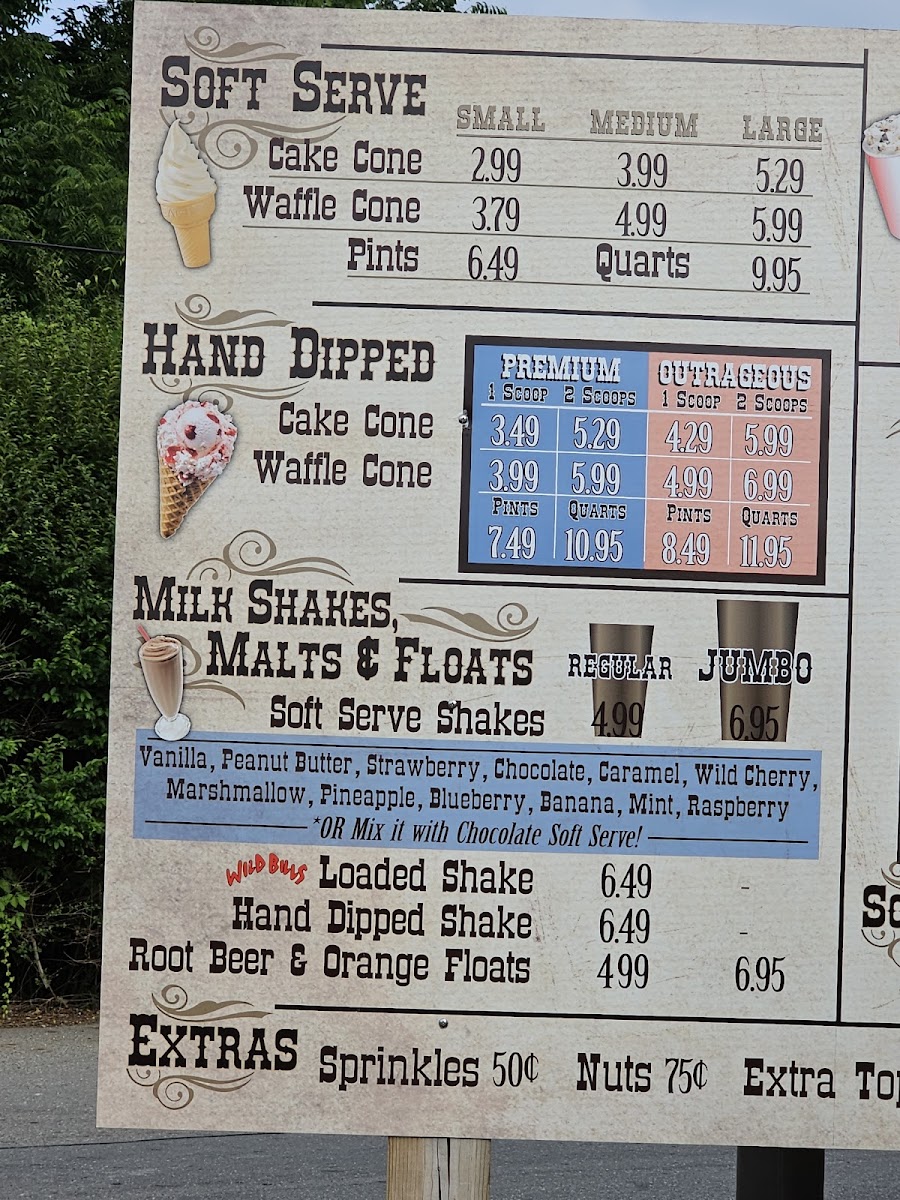 SOFT SERVE
SMALL MEDIUM LARGE
Cake Cone 2.99 3.99 5.29
Waffle Cone 3.79 4.99 5.99
Pints 6.49 Quarts 9.95
HAND DIPPED
PREMIUM OUTRAGEOUS
1 SCOOP 2 SCOOPS 1 SCOOP 2 SCOOPS
Cake Cone 3.49 5.29 4.29 5.99
Waffle Cone 3.99 5.99 4.99 6.99
PINTS QUARTS PINTS QUARTS
7.49 10.95 8.49 11.95
MILK SHAKES,
MALTS & FLOATS REGULAR JUMBO
Soft Serve Shakes 4.99 6.95
Vanilla, Peanut Butter, Strawberry, Chocolate, Caramel, Wild Cherry,
Marshmallow, Pineapple, Blueberry, Banana, Mint, Raspberry
*OR Mix it with Chocolate Soft Serve!
WILD BILLS Loaded Shake 6.49 -
Hand Dipped Shake 6.49 -
Root Beer & Orange Floats 4.99 6.95
EXTRAS Sprinkles 50¢ Nuts 75¢ Extra